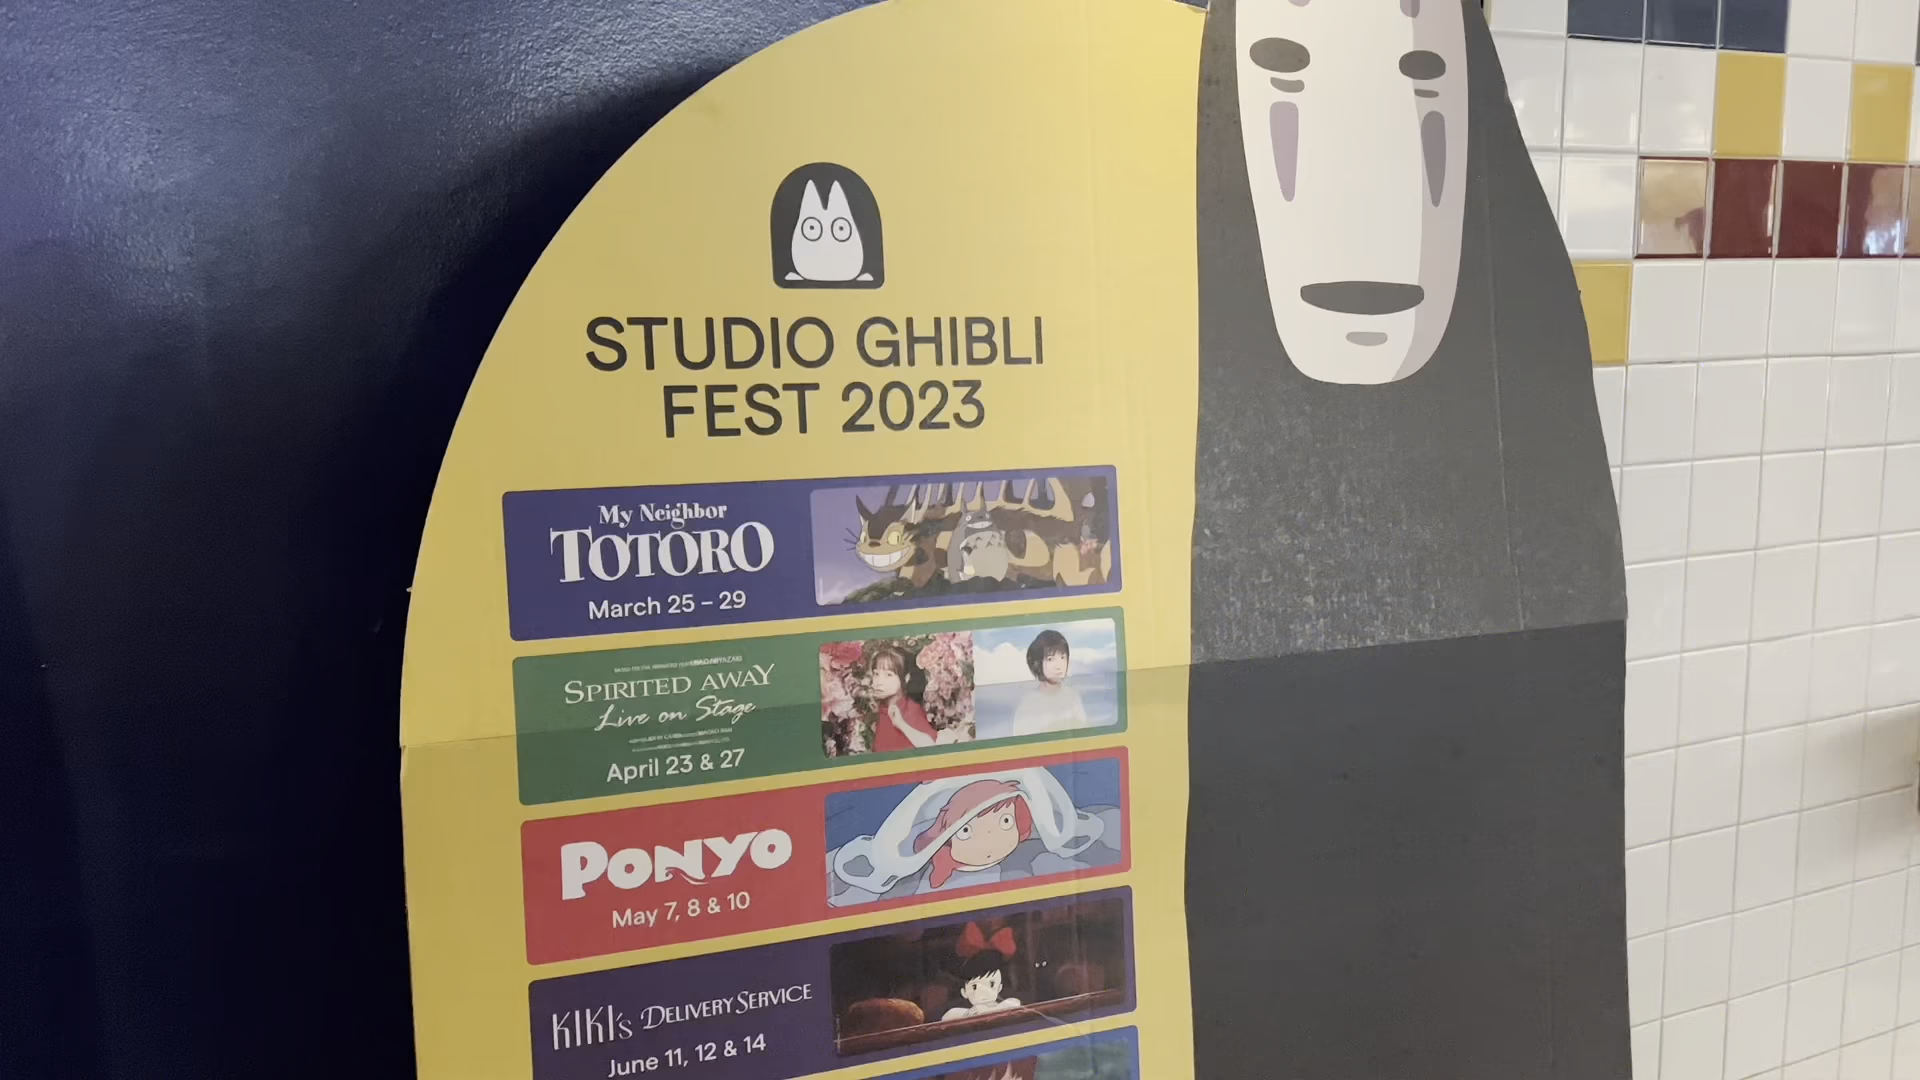 STUDIO GHIBLI
FEST 2023
My Neighbor
TOTORO
March 25 – 29
SPIRITED AWAY
Live on Stage
April 23 & 27
PONYO
May 7, 8 & 10
KIKI's DELIVERY SERVICE
June 11, 12 & 14